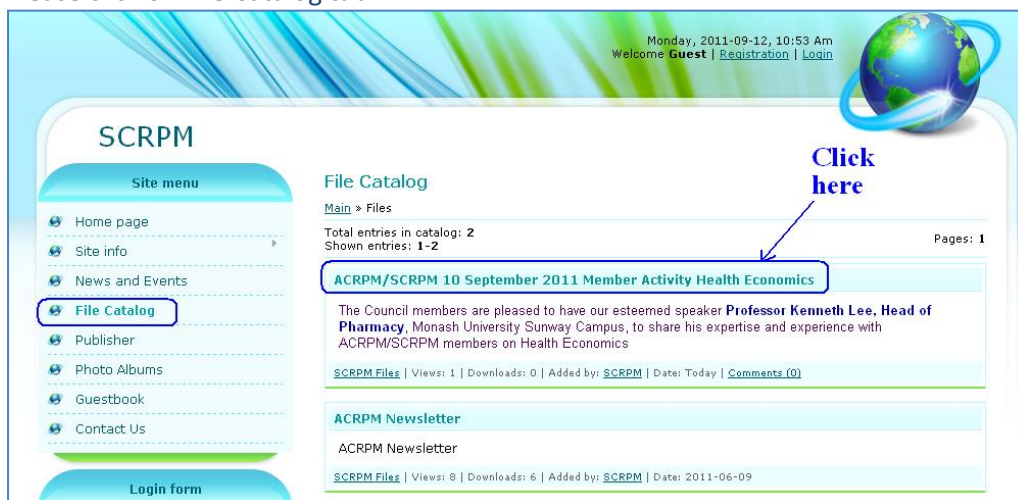 Monday, 2011-09-12, 10:53 Am
Welcome Guest | Registration | Login
SCRPM
Click
here
Site menu
Home page
Site info
News and Events
File Catalog
Publisher
Photo Albums
Guestbook
Contact Us
Login form
File Catalog
Main » Files
Total entries in catalog: 2
Shown entries: 1-2
Pages: 1
ACRPM/SCRPM 10 September 2011 Member Activity Health Economics
The Council members are pleased to have our esteemed speaker Professor Kenneth Lee, Head of
Pharmacy, Monash University Sunway Campus, to share his expertise and experience with
ACRPM/SCRPM members on Health Economics
SCRPM Files | Views: 1 | Downloads: 0 | Added by: SCRPM | Date: Today | Comments (0)
ACRPM Newsletter
ACRPM Newsletter
SCRPM Files | Views: 8 | Downloads: 6 | Added by: SCRPM | Date: 2011-06-09